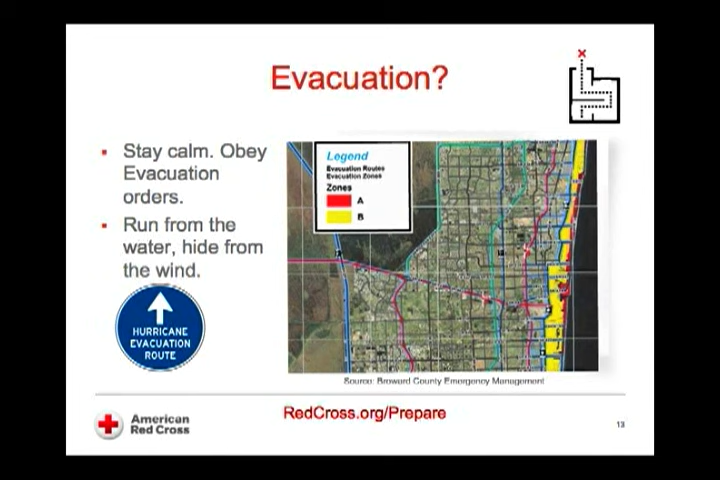 Evacuation?
Stay calm. Obey
Evacuation
orders.
Run from the
water, hide from
the wind.
HURRICANE
EVACUATION
ROUTE
Legend
Evacuation Routes
Evacuation Zones
Zones
A
B
Source: Broward County Emergency Management
American
Red Cross
RedCross.org/Prepare
13